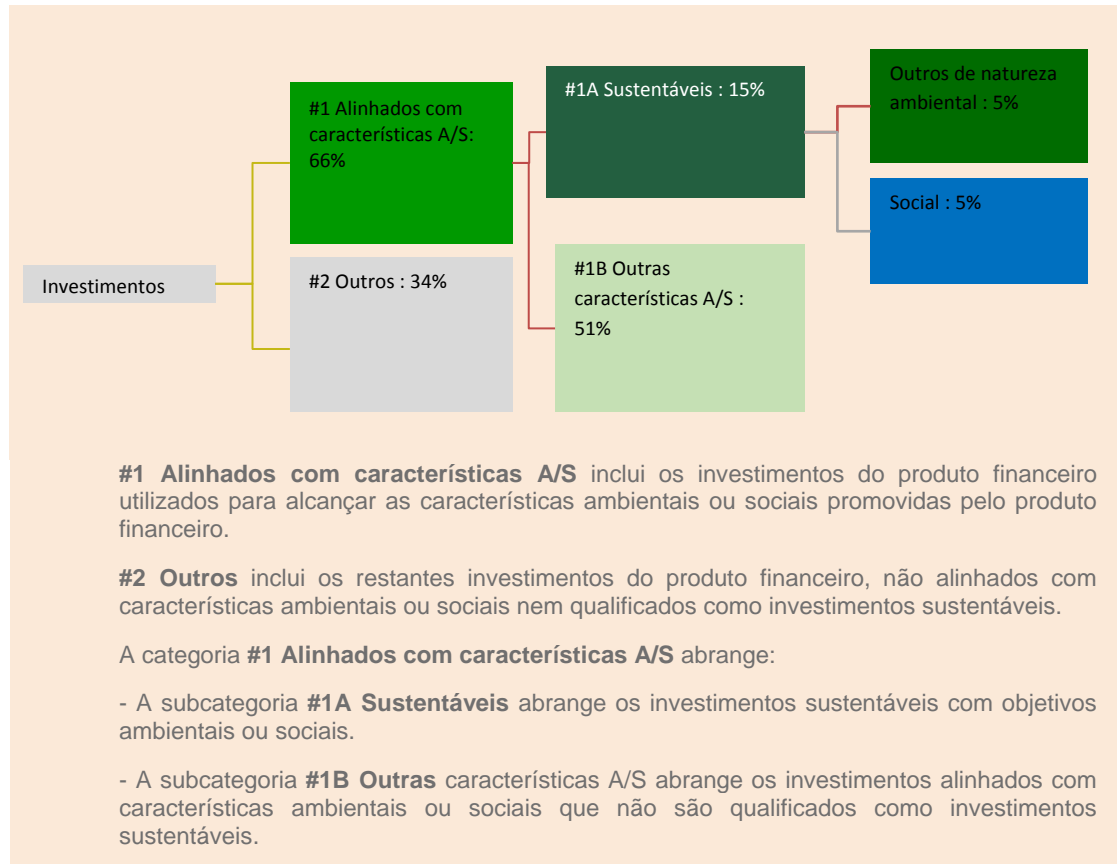 Investimentos
#1 Alinhados com
características A/S:
66%
#2 Outros : 34%
#1A Sustentáveis : 15%
#1B Outras
características A/S :
51%
Outros de natureza
ambiental : 5%
Social : 5%
#1 Alinhados com características A/S inclui os investimentos do produto financeiro
utilizados para alcançar as características ambientais ou sociais promovidas pelo produto
financeiro.
#2 Outros inclui os restantes investimentos do produto financeiro, não alinhados com
características ambientais ou sociais nem qualificados como investimentos sustentáveis.
A categoria #1 Alinhados com características A/S abrange:
- A subcategoria #1A Sustentáveis abrange os investimentos sustentáveis com objetivos
ambientais ou sociais.
- A subcategoria #1B Outras características A/S abrange os investimentos alinhados com
características ambientais ou sociais que não são qualificados como investimentos
sustentáveis.